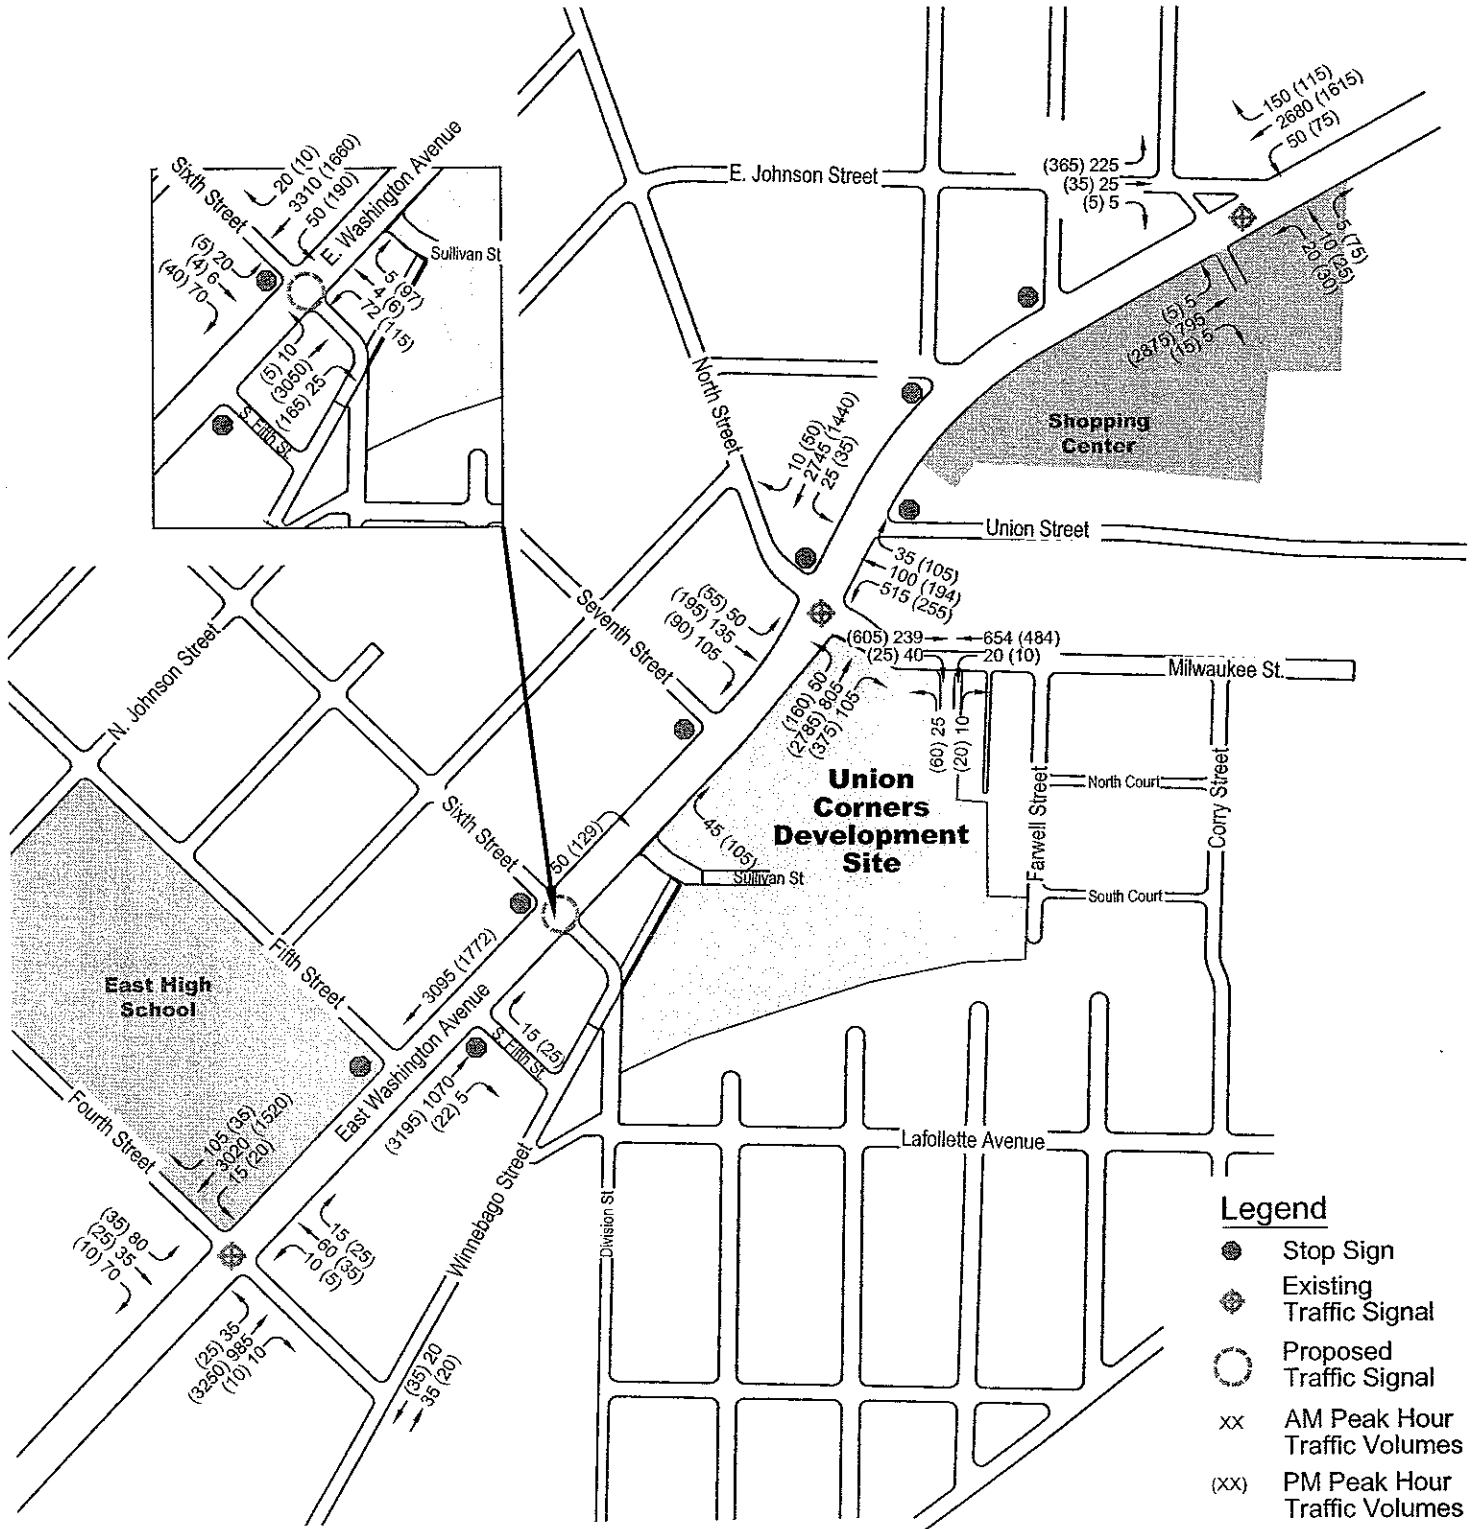 150 (115)
2680 (1615)
50 (75)
(365) 225
(35) 25
(5) 5
E. Johnson Street
5 (75)
10 (25)
20 (30)
(5) 5
(2875) 795
(15) 5
Shopping
Center
Sixth Street
20 (10)
3310 (1660)
50 (190)
E. Washington Avenue
(5) 20
(4) 6
(40) 70
Sullivan St
5 (97)
4 (6)
72 (115)
(5) 10
(3050)
(165) 25
S. Fifth St.
North Street
10 (50)
2745 (1440)
25 (35)
Union Street
35 (105)
100 (194)
515 (255)
(55) 50
(195) 135
(90) 105
Seventh Street
(605) 239
654 (484)
(25) 40
20 (10)
Milwaukee St.
(160) 50
(2785) 805
(375) 105
(60) 25
(20) 10
N. Johnson Street
Union
Corners
Development
Site
Farwell Street
North Court
Corry Street
South Court
Sixth Street
50 (129)
45 (105)
Sullivan St
Fifth Street
East High
School
3095 (1772)
East Washington Avenue
15 (25)
S. Fifth St.
(3195) 1070
(22) 5
Fourth Street
105 (35)
3020 (1520)
15 (20)
(35) 80
(25) 35
(10) 70
15 (25)
60 (35)
10 (5)
(25) 35
(3250) 985
(10) 10
Winnebago Street
Division St
Lafollette Avenue
(35) 20
35 (20)
Legend
Stop Sign
Existing
Traffic Signal
Proposed
Traffic Signal
XX AM Peak Hour
Traffic Volumes
(XX) PM Peak Hour
Traffic Volumes